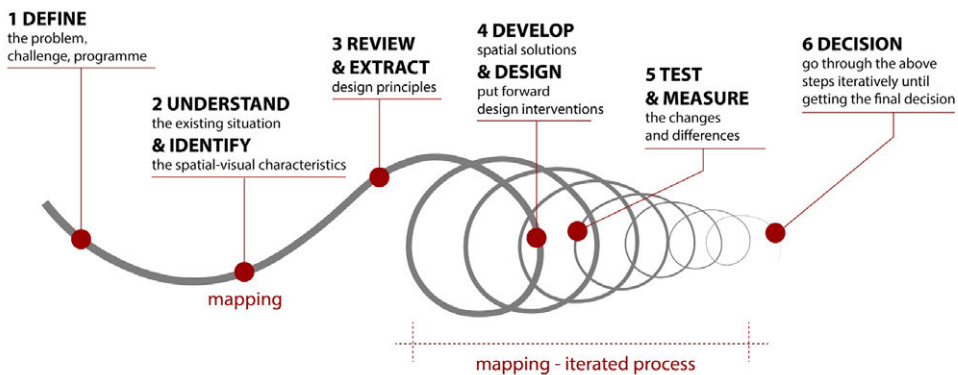 1 DEFINE
the problem,
challenge, programme
2 UNDERSTAND
the existing situation
& IDENTIFY
the spatial-visual characteristics
3 REVIEW
& EXTRACT
design principles
4 DEVELOP
spatial solutions
& DESIGN
put forward
design interventions
5 TEST
& MEASURE
the changes
and differences
6 DECISION
go through the above
steps iteratively until
getting the final decision
mapping
mapping - iterated process